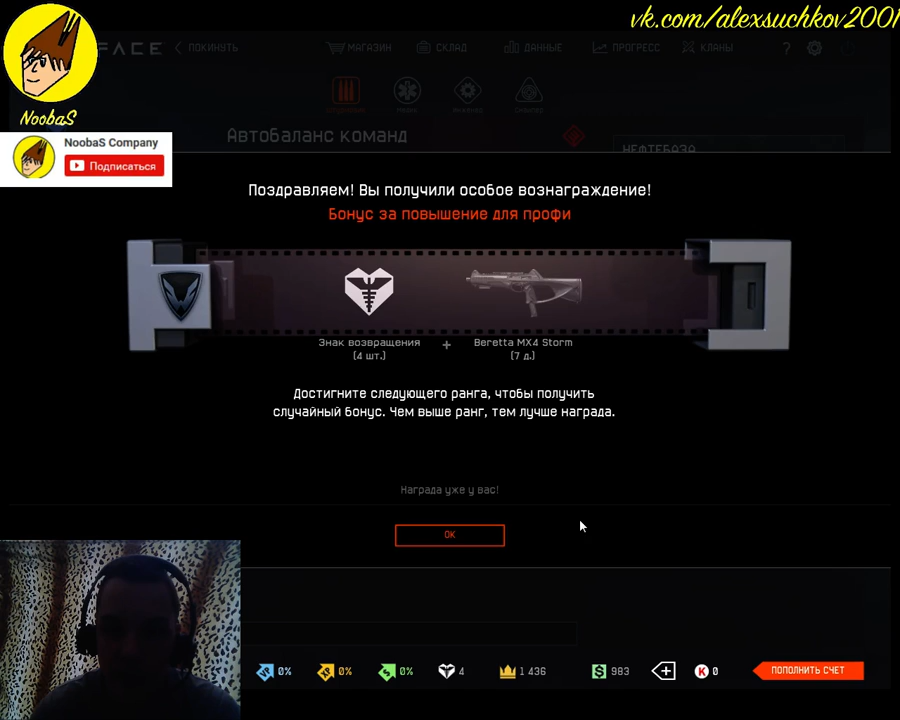 vk.com/alexsuchkov2001
FACE
ПОКИНУТЬ
МАГАЗИН
СКЛАД
ДАННЫЕ
ПРОГРЕСС
КЛАНЫ
?
NoobaS
Автобаланс команд
НЕФТЕБАЗА
NoobaS Company
Подписаться
Поздравляем! Вы получили особое вознаграждение!
Бонус за повышение для профи
Знак возвращения
(4 шт.)
+
Beretta MX4 Storm
(7 д.)
Достигните следующего ранга, чтобы получить
случайный бонус. Чем выше ранг, тем лучше награда.
Награда уже у вас!
ОК
0%
0%
0%
4
1 436
983
K 0
ПОПОЛНИТЬ СЧЕТ